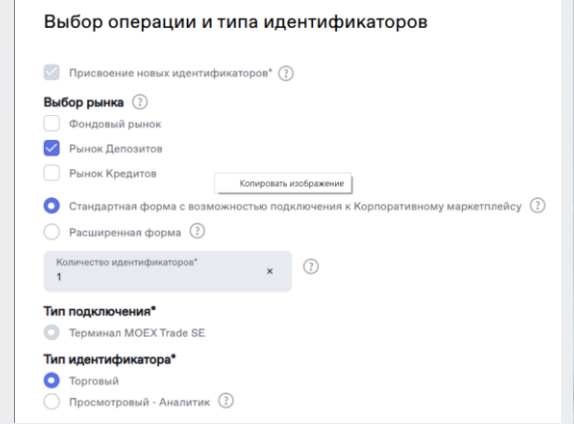 Выбор операции и типа идентификаторов
Присвоение новых идентификаторов* ?
Выбор рынка ?
Фондовый рынок
Рынок Депозитов
Рынок Кредитов
Копировать изображение
Стандартная форма с возможностью подключения к Корпоративному маркетплейсу ?
Расширенная форма ?
Количество идентификаторов*
1 × ?
Тип подключения*
Терминал MOEX Trade SE
Тип идентификатора*
Торговый
Просмотровый - Аналитик ?